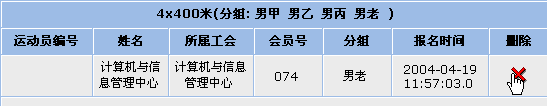 4x400米(分组: 男甲 男乙 男丙 男老 )
运动员编号 姓名 所属工会 会员号 分组 报名时间 删除
计算机与信息管理中心 计算机与信息管理中心 074 男老 2004-04-19 11:57:03.0